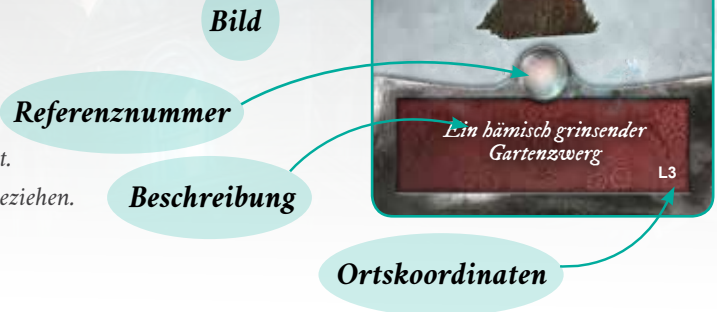 Bild
Referenznummer
t.
eziehen.
Beschreibung
Ein hämisch grinsender
Gartenzwerg
L3
Ortskoordinaten